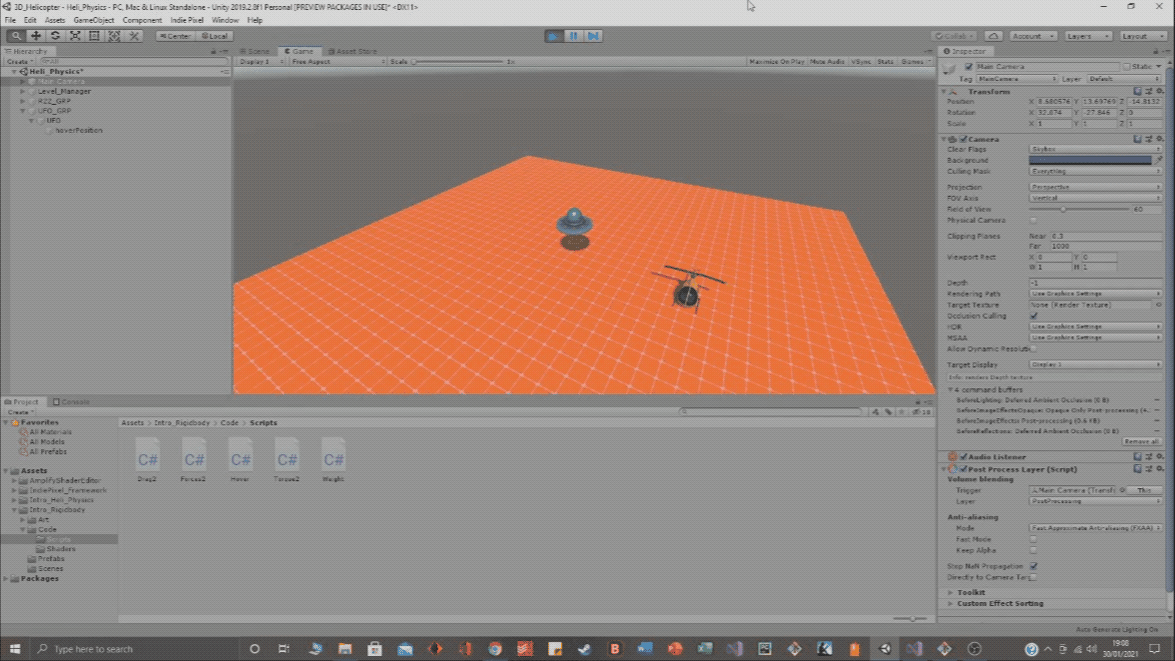 3D_Helicopter - Heli_Physics - PC, Mac & Linux Standalone - Unity 2019.2.8f1 Personal [PREVIEW PACKAGES IN USE]* <DX11>
File Edit Assets GameObject Component Indie Pixel Window Help
Center Local Collab Account Layers Layout
Hierarchy Scene Game Asset Store Inspector
Create All
Display 1 Free Aspect Scale 1x Maximize On Play Mute Audio VSync Stats Gizmos
Heli_Physics*
Main Camera
Level_Manager
R22_GRP
UFO_GRP
UFO
hoverPosition
Main Camera Static
Tag MainCamera Layer Default
Transform
Position X 8.680576 Y 13.69769 Z -14.8132
Rotation X 32.874 Y -27.846 Z 0
Scale X 1 Y 1 Z 1
Camera
Clear Flags Skybox
Background
Culling Mask Everything
Projection Perspective
FOV Axis Vertical
Field of View 60
Physical Camera
Clipping Planes Near 0.3
Far 1000
Viewport Rect X 0 Y 0
W 1 H 1
Depth -1
Rendering Path Use Graphics Settings
Target Texture None (Render Texture)
Occlusion Culling
HDR Use Graphics Settings
MSAA Use Graphics Settings
Allow Dynamic Resolutio
Target Display Display 1
Info: renders Depth texture
4 command buffers
BeforeLighting: Deferred Ambient Occlusion (0 B)
BeforeImageEffectsOpaque: Opaque Only Post-processing (4...
BeforeImageEffects: Post-processing (0.6 KB)
BeforeReflections: Deferred Ambient Occlusion (0 B)
Remove all
Audio Listener
Post Process Layer (Script)
Volume blending
Trigger Main Camera (Transf) This
Layer PostProcessing
Anti-aliasing
Mode Fast Approximate Anti-aliasing (FXAA)
Fast Mode
Keep Alpha
Stop NaN Propagation
Directly to Camera Targ
Toolkit
Custom Effect Sorting
Auto Generate Lighting On
Project Console
Create
Favorites
All Materials
All Models
All Prefabs
Assets
AmplifyShaderEditor
IndiePixel_Framework
Intro_Heli_Physics
Intro_Rigidbody
Art
Code
Scripts
Shaders
Prefabs
Scenes
Packages
Assets > Intro_Rigidbody > Code > Scripts
C# C# C# C# C#
Drag2 Forces2 Hover Torque2 Weight
Type here to search
19:08
30/01/2021